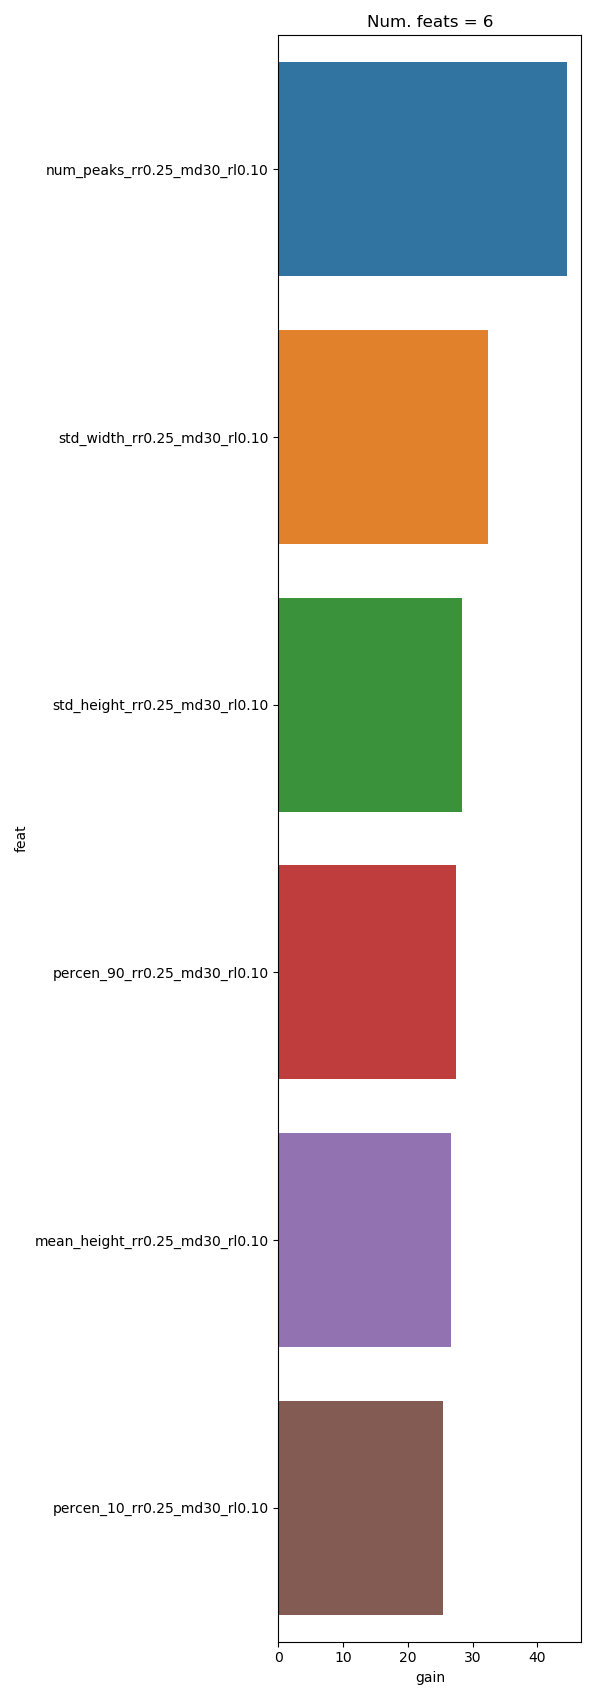 Num. feats = 6
num_peaks_rr0.25_md30_rl0.10
std_width_rr0.25_md30_rl0.10
std_height_rr0.25_md30_rl0.10
feat
percen_90_rr0.25_md30_rl0.10
mean_height_rr0.25_md30_rl0.10
percen_10_rr0.25_md30_rl0.10
0 10 20 30 40
gain